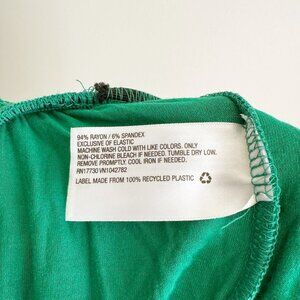 94% RAYON / 6% SPANDEX
EXCLUSIVE OF ELASTIC
MACHINE WASH COLD WITH LIKE COLORS. ONLY
NON-CHLORINE BLEACH IF NEEDED. TUMBLE DRY LOW.
REMOVE PROMPTLY. COOL IRON IF NEEDED.
RN17730 VN1042782
LABEL MADE FROM 100% RECYCLED PLASTIC